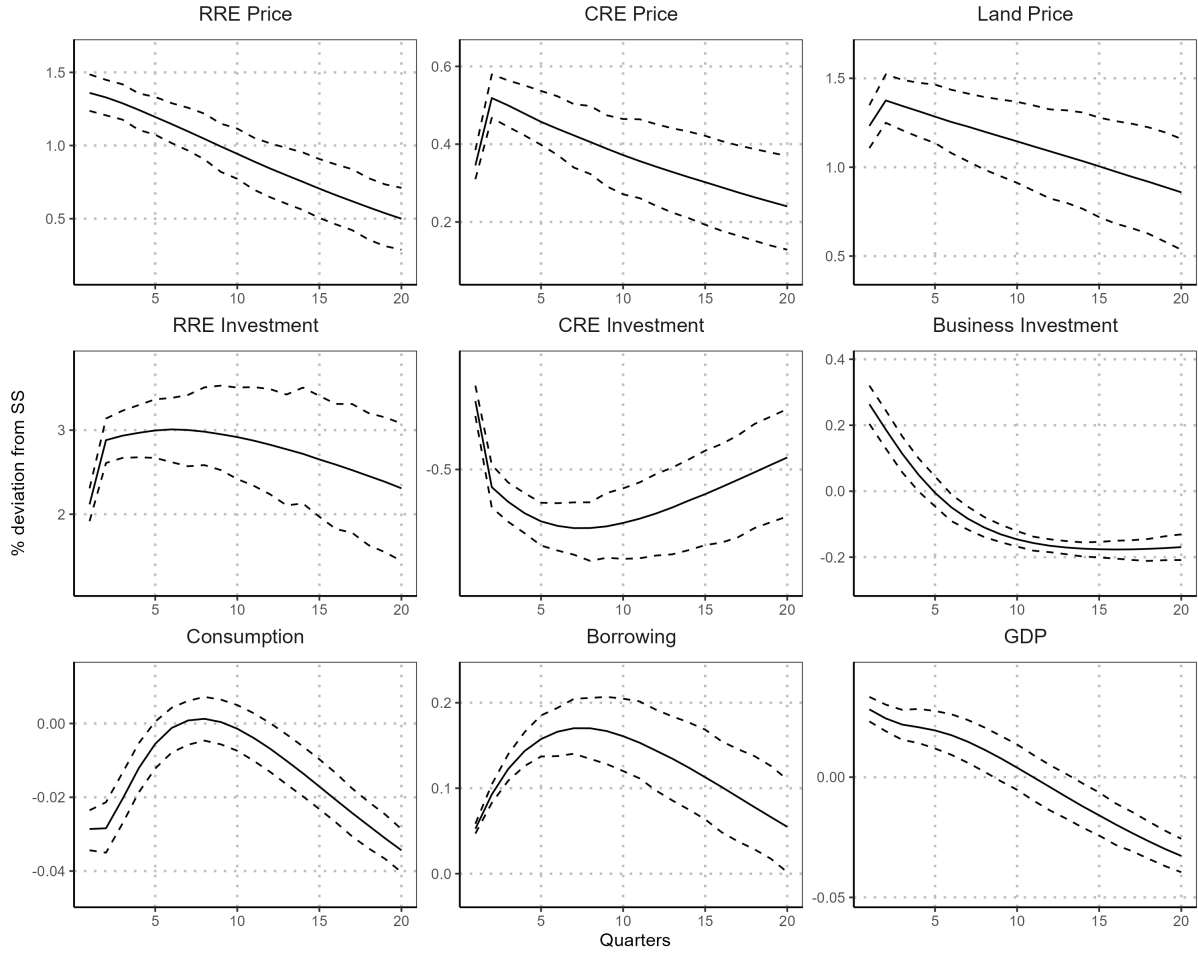 RRE Price
CRE Price
Land Price
1.5
1.0
0.5
5 10 15 20
0.6
0.4
0.2
5 10 15 20
1.5
1.0
0.5
5 10 15 20
RRE Investment
CRE Investment
Business Investment
% deviation from SS
3
2
5 10 15 20
-0.5
5 10 15 20
0.4
0.2
0.0
-0.2
5 10 15 20
Consumption
Borrowing
GDP
0.00
-0.02
-0.04
5 10 15 20
0.2
0.1
0.0
5 10 15 20
0.00
-0.05
5 10 15 20
Quarters